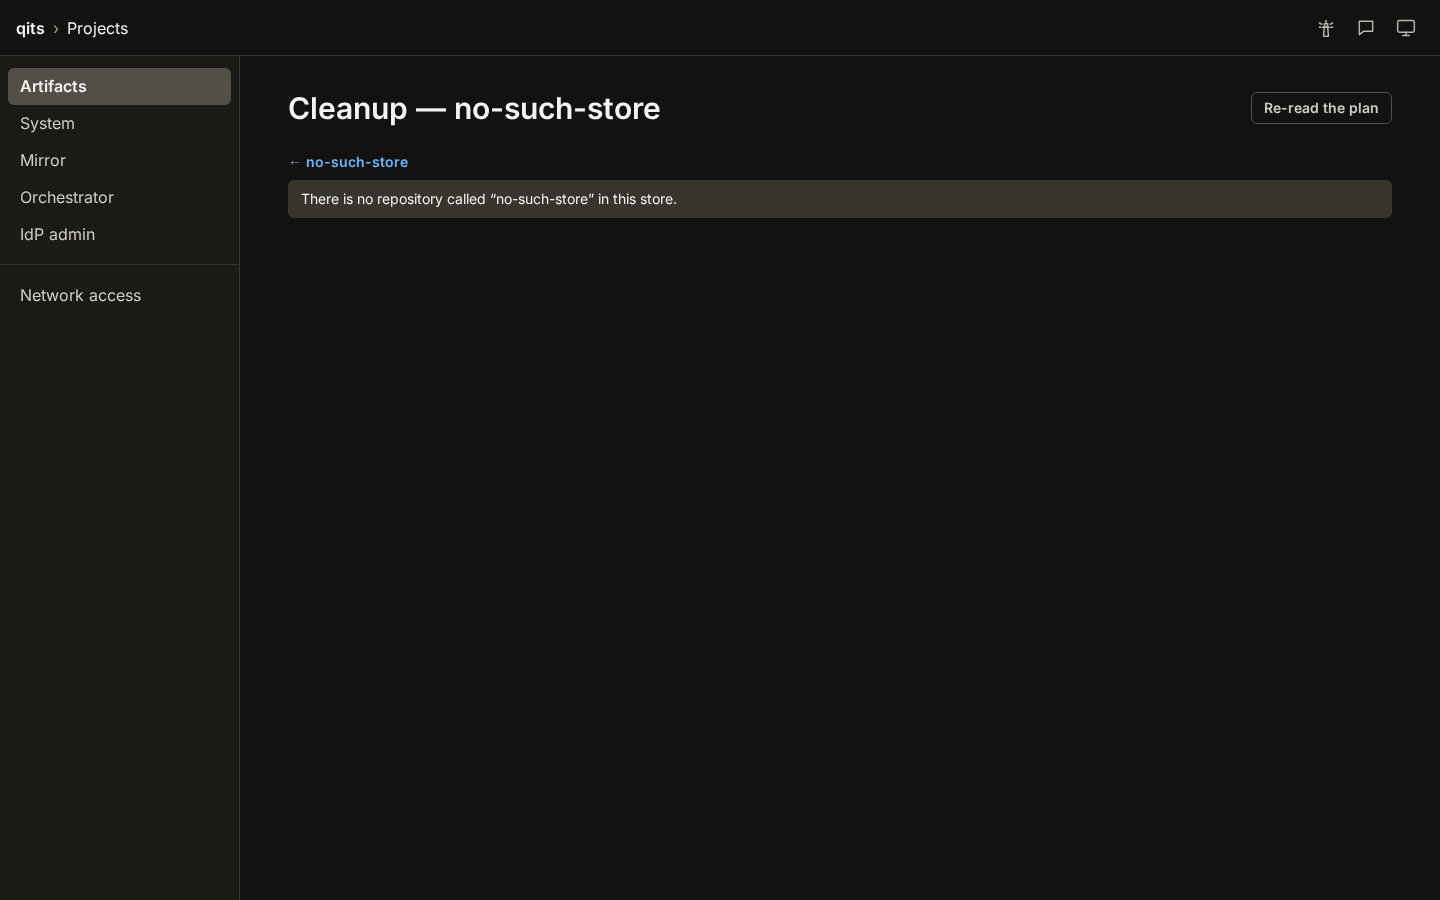 qits › Projects
Artifacts
System
Mirror
Orchestrator
IdP admin
Network access
Cleanup — no-such-store
Re-read the plan
← no-such-store
There is no repository called “no-such-store” in this store.